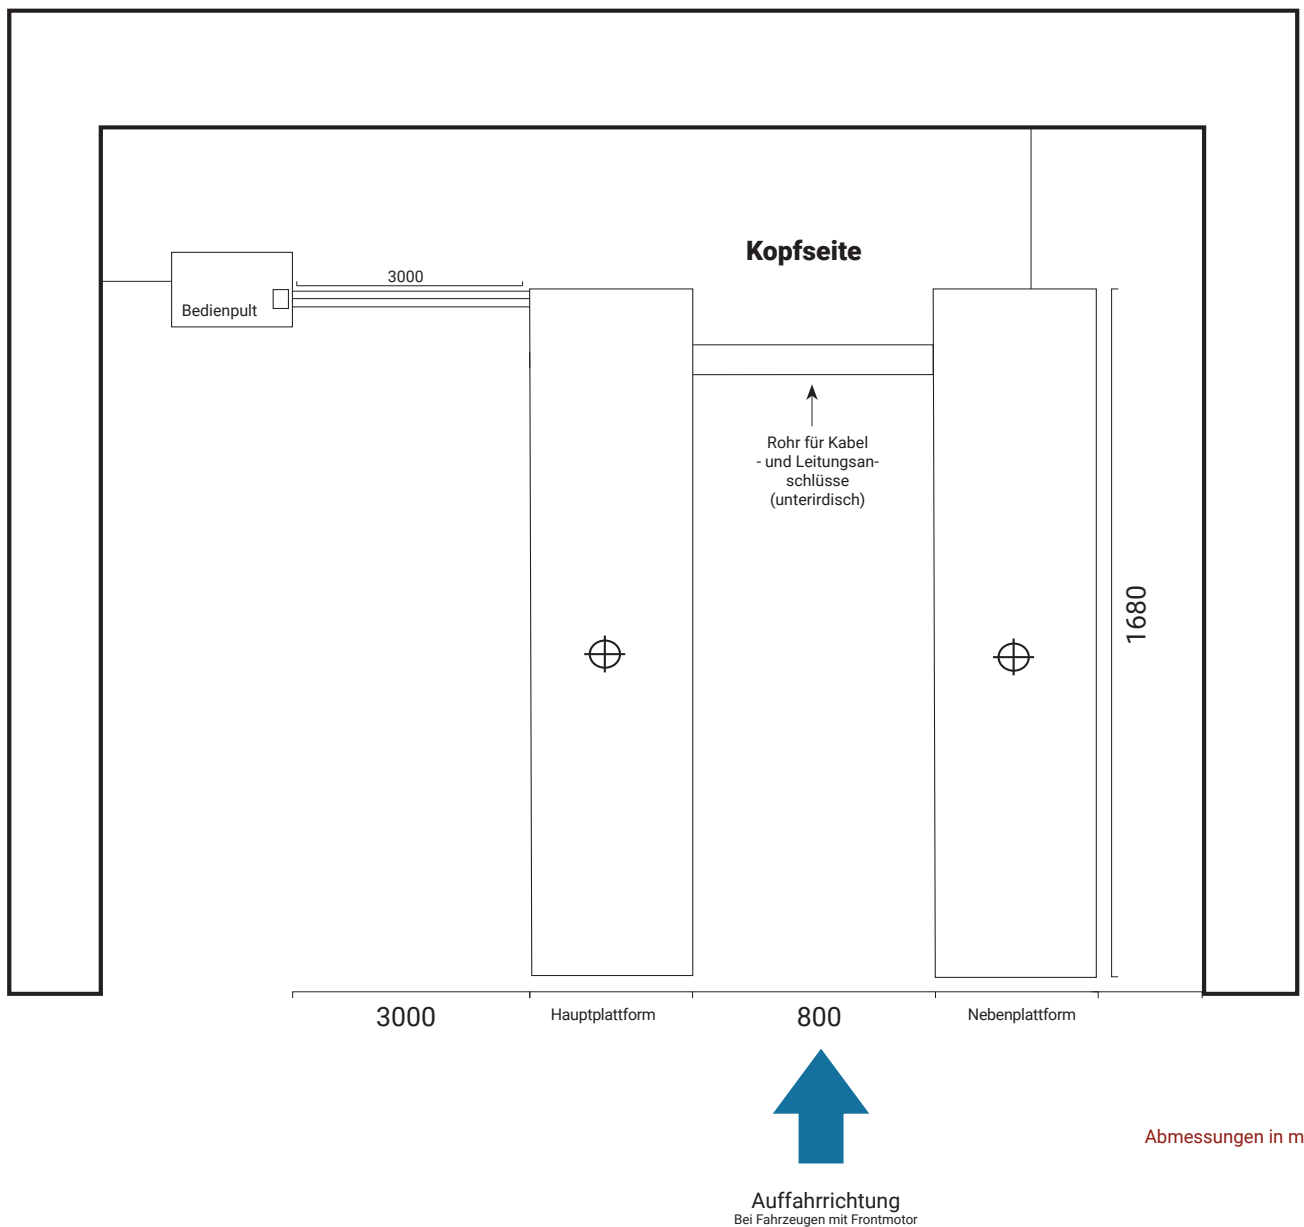 Kopfseite
3000
Bedienpult
Rohr für Kabel
- und Leitungsan-
schlüsse
(unterirdisch)
1680
3000
Hauptplattform
800
Nebenplattform
Abmessungen in m
Auffahrrichtung
Bei Fahrzeugen mit Frontmotor